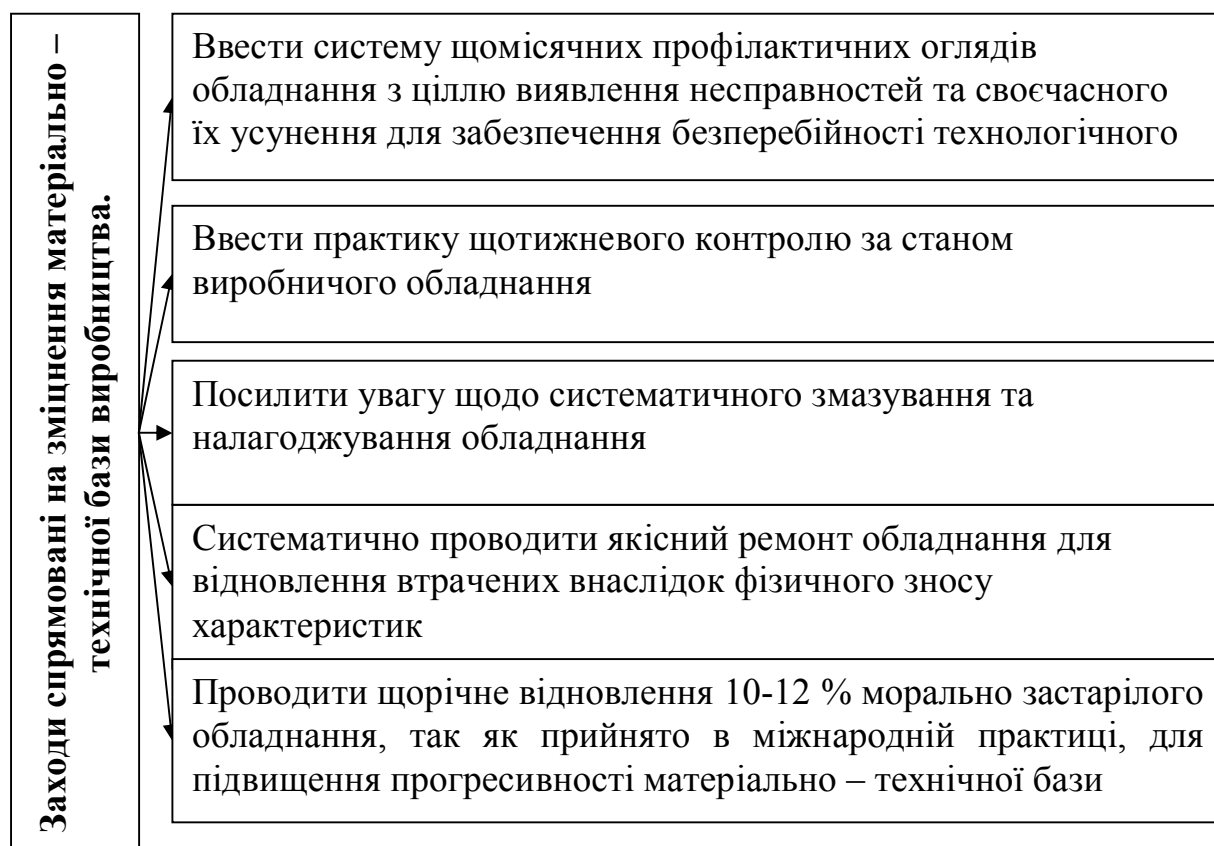 Заходи спрямовані на зміцнення матеріально –
технічної бази виробництва.
Ввести систему щомісячних профілактичних оглядів
обладнання з ціллю виявлення несправностей та своєчасного
їх усунення для забезпечення безперебійності технологічного
Ввести практику щотижневого контролю за станом
виробничого обладнання
Посилити увагу щодо систематичного змазування та
налагоджування обладнання
Систематично проводити якісний ремонт обладнання для
відновлення втрачених внаслідок фізичного зносу
характеристик
Проводити щорічне відновлення 10-12 % морально застарілого
обладнання, так як прийнято в міжнародній практиці, для
підвищення прогресивності матеріально – технічної бази